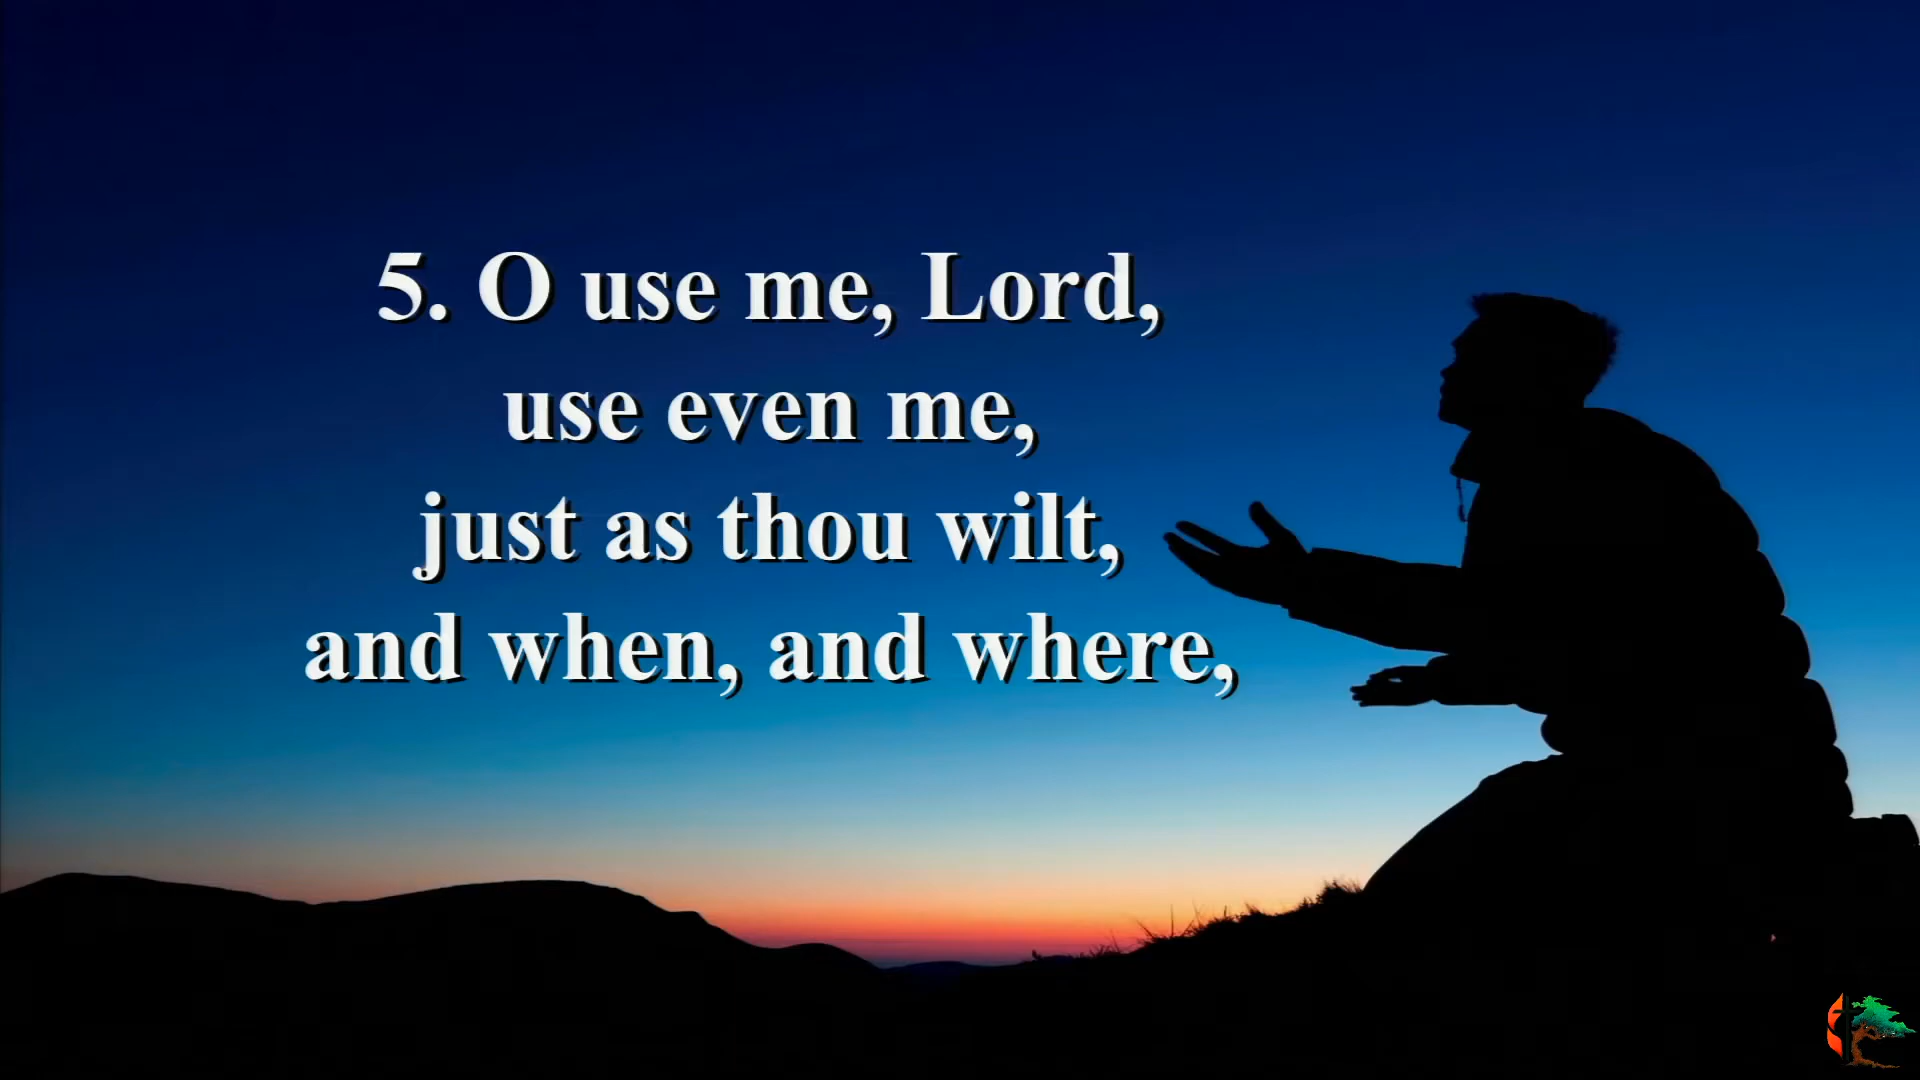 5. O use me, Lord,
use even me,
just as thou wilt,
and when, and where,